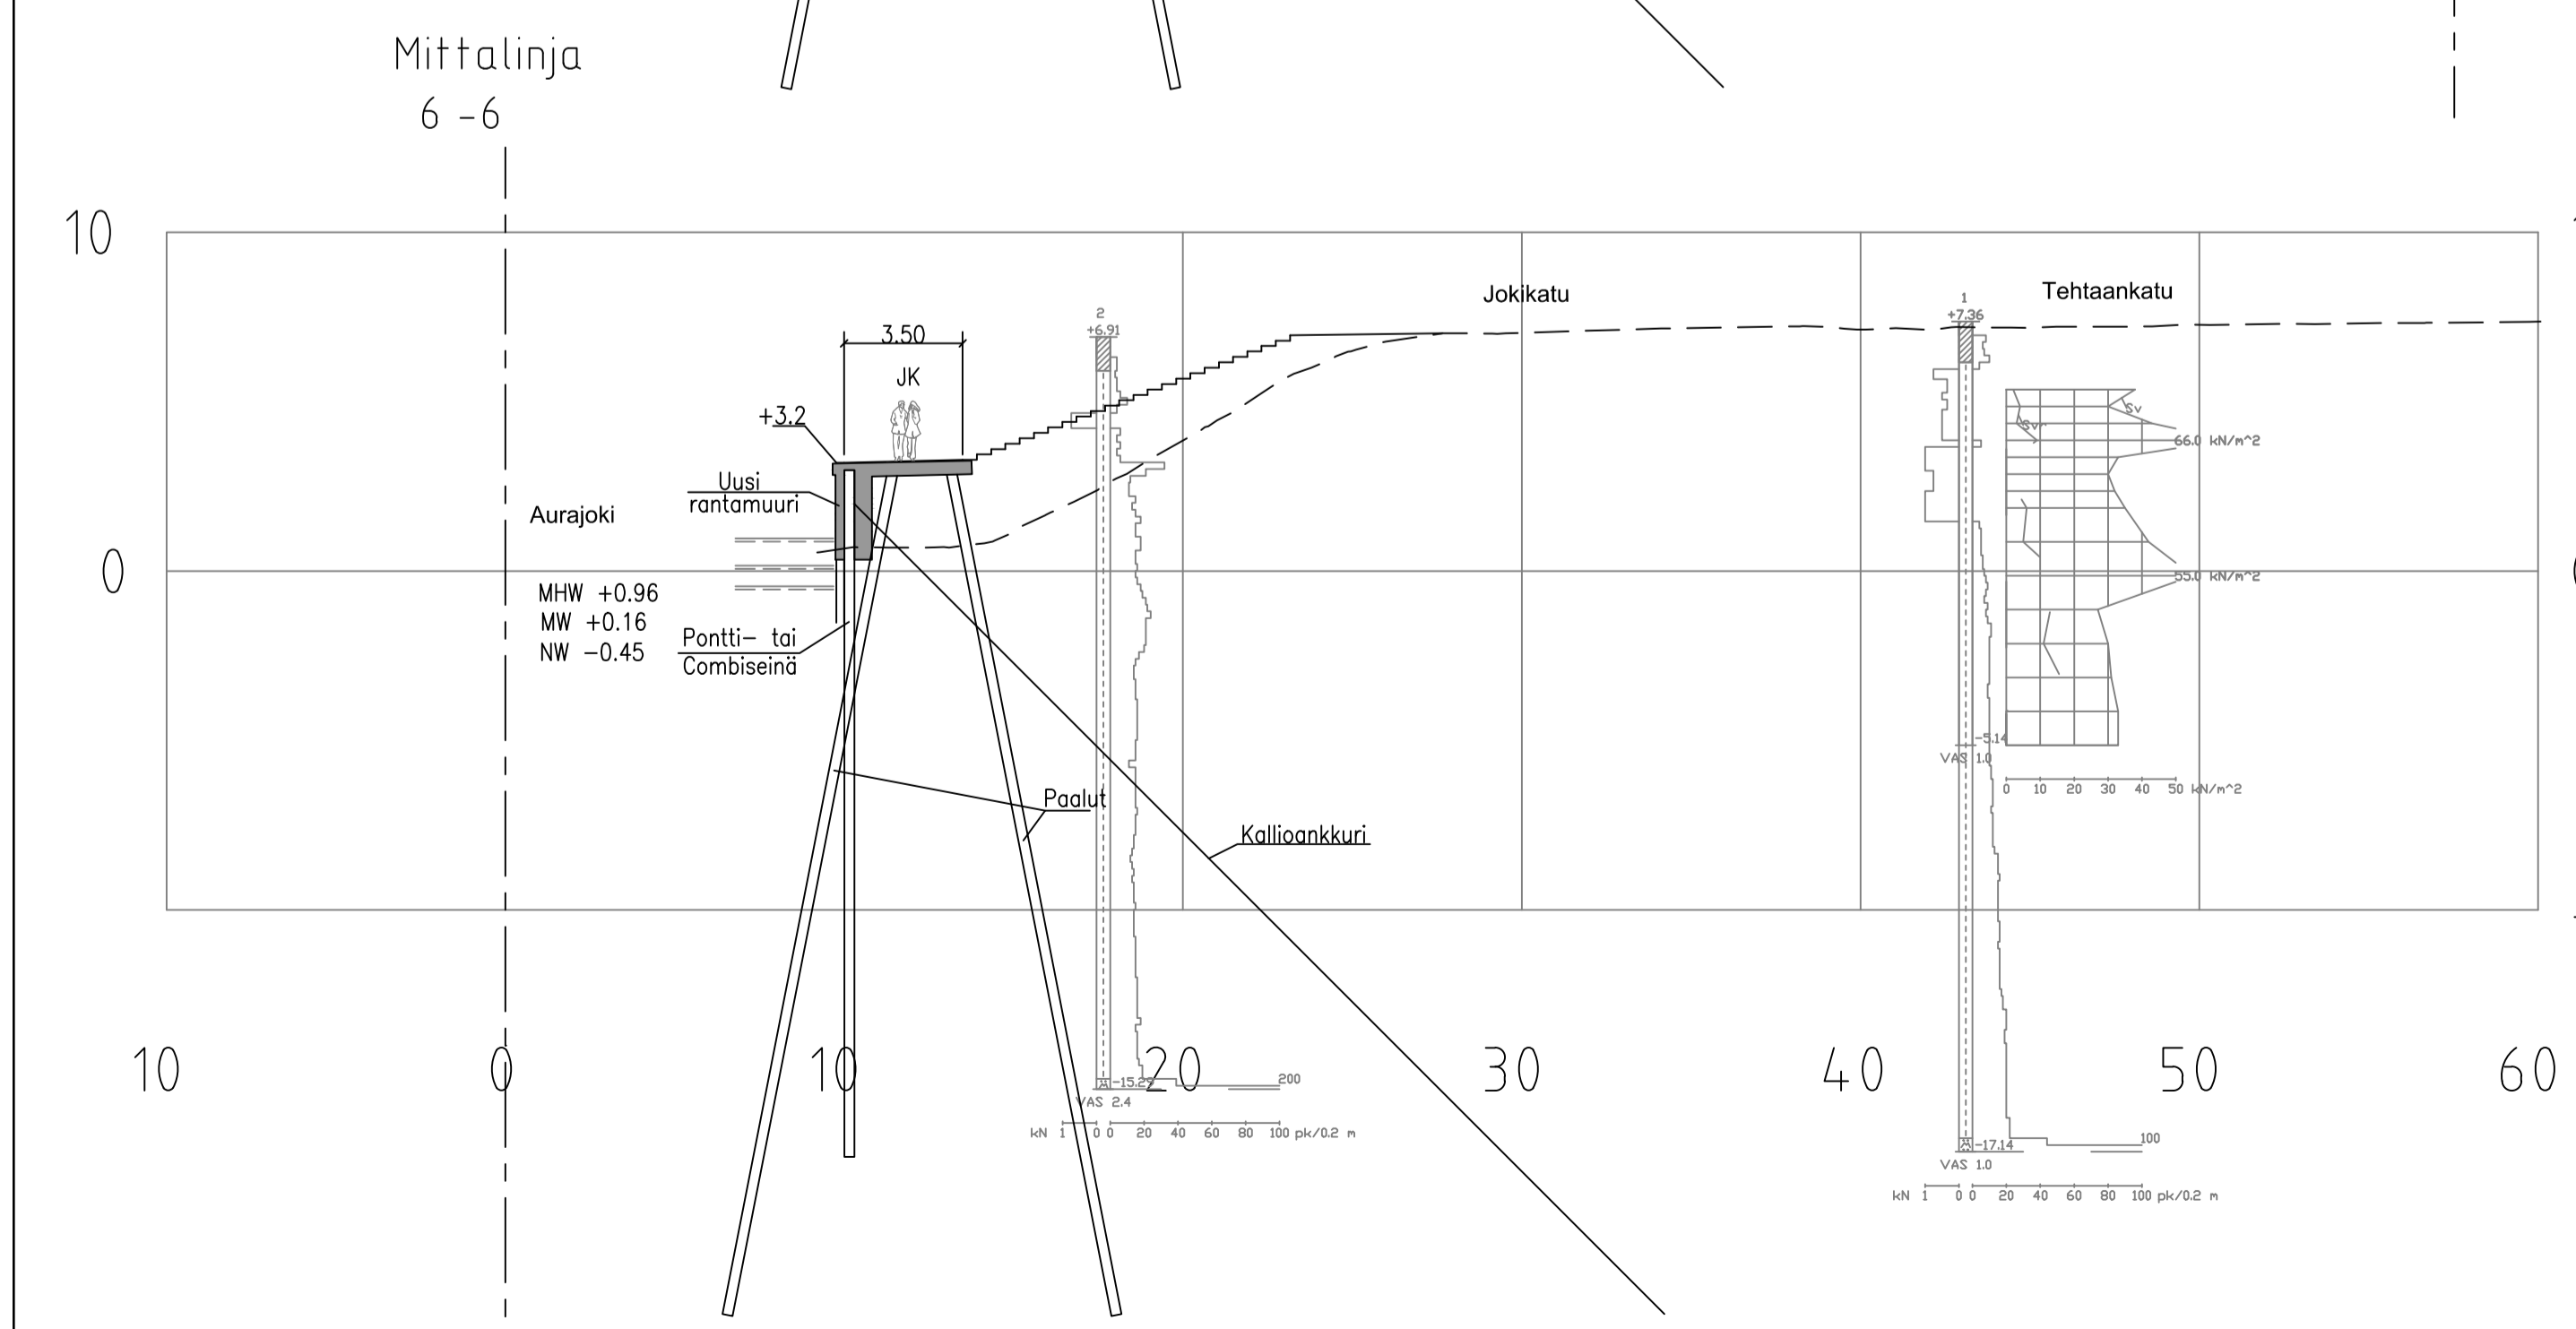 Mittalinja
6 -6
10
Jokikatu
Tehtaankatu
2
+6.91
1
+7.36
3.50
JK
+3.2
Sv
Svr
66.0 kN/m^2
Uusi
rantamuuri
Aurajoki
0
55.0 kN/m^2
MHW +0.96
MW +0.16
NW -0.45
Pontti- tai
Combiseinä
-5.14
VAS 1.0
0 10 20 30 40 50 kN/m^2
Paalut
Kallioankkuri
10 0 10 20 30 40 50 60
200
VAS 2.4
kN 1 0 0 20 40 60 80 100 pk/0.2 m
100
-17.14
VAS 1.0
kN 1 0 0 20 40 60 80 100 pk/0.2 m